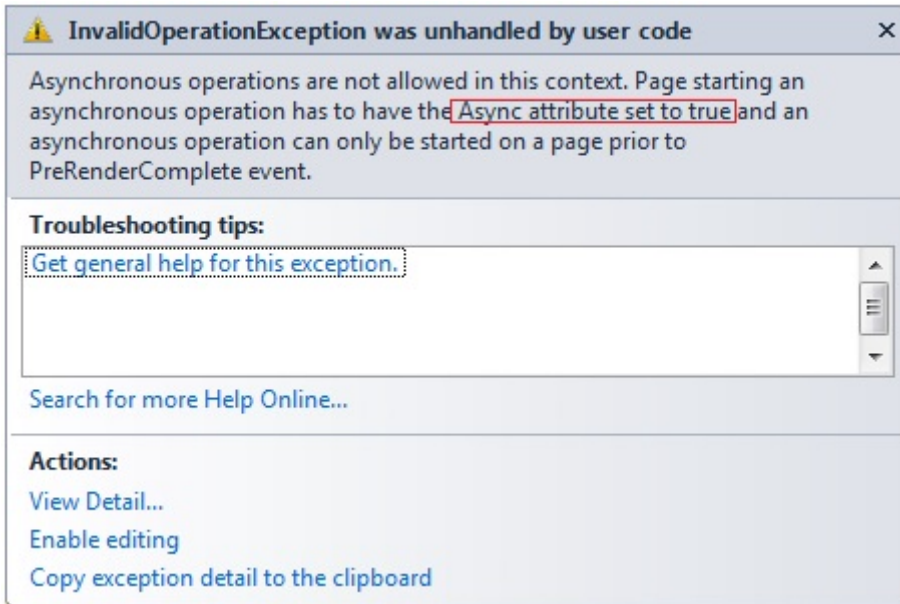 InvalidOperationException was unhandled by user code
Asynchronous operations are not allowed in this context. Page starting an
asynchronous operation has to have the Async attribute set to true and an
asynchronous operation can only be started on a page prior to
PreRenderComplete event.
Troubleshooting tips:
Get general help for this exception.
Search for more Help Online...
Actions:
View Detail...
Enable editing
Copy exception detail to the clipboard